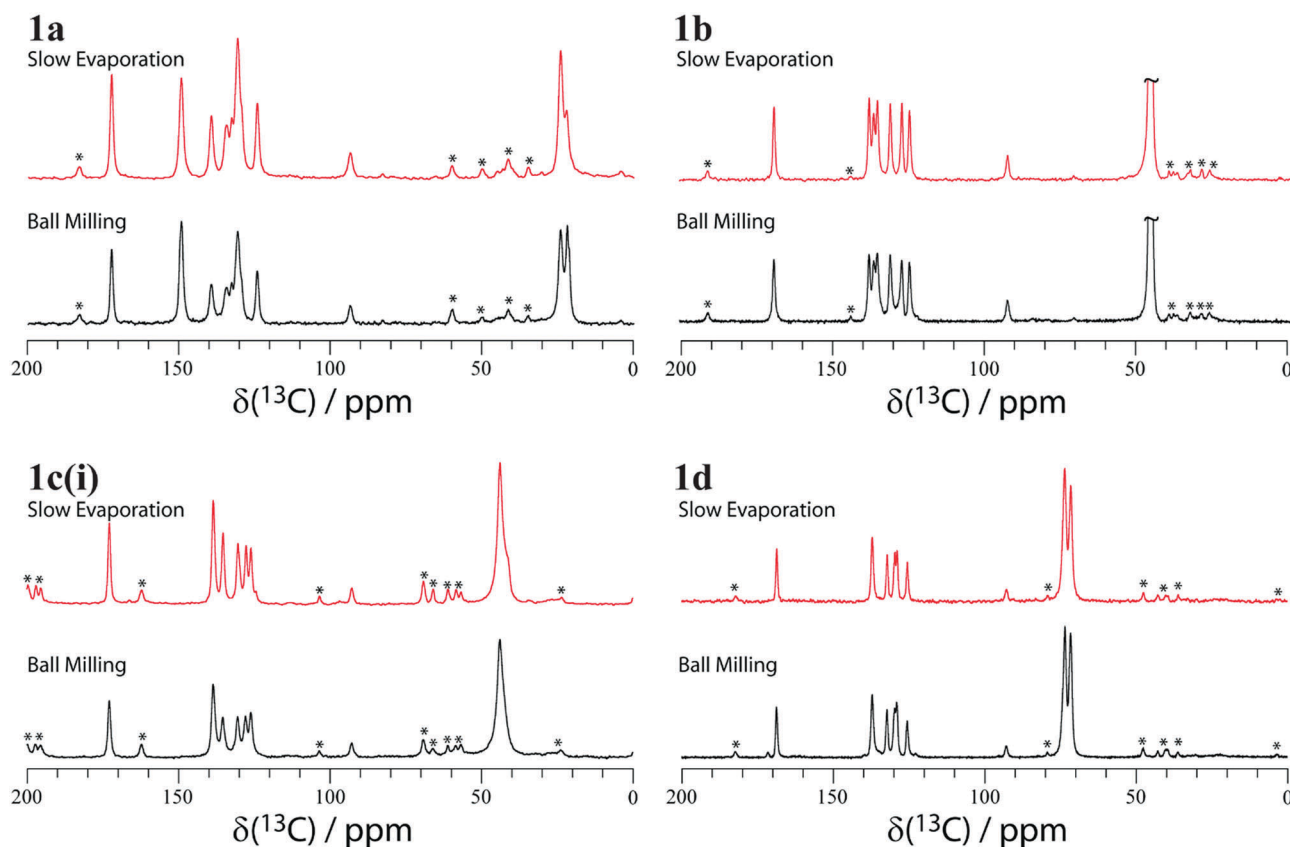 1a
Slow Evaporation
* * * * *
Ball Milling
* * * * *
200 150 100 50 0
δ(¹³C) / ppm
1b
Slow Evaporation
* * * * * *
Ball Milling
* * * * **
200 150 100 50 0
δ(¹³C) / ppm
1c(i)
Slow Evaporation
* * * * * * * * *
Ball Milling
* * * * * * * * *
200 150 100 50 0
δ(¹³C) / ppm
1d
Slow Evaporation
* * * * * *
Ball Milling
* * * * * *
200 150 100 50 0
δ(¹³C) / ppm